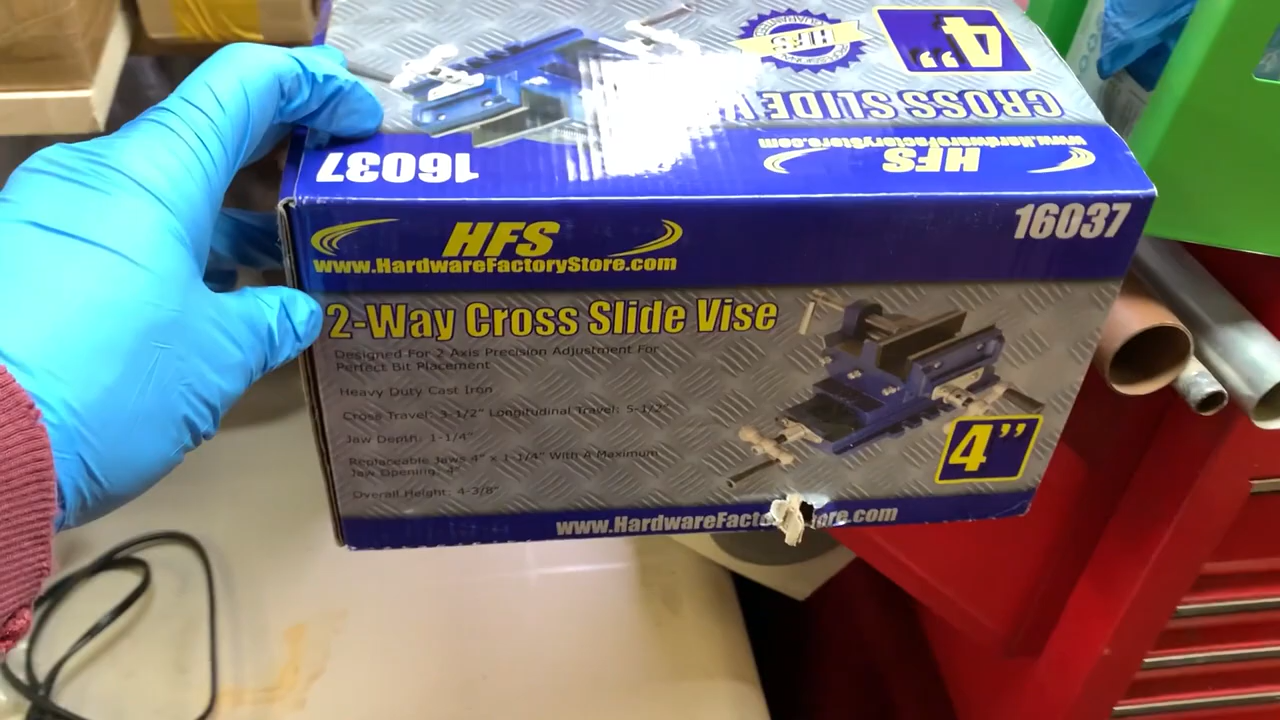 4"
HFS
CROSS SLIDE
HFS
www.HardwareFactoryStore.com
16037
HFS
www.HardwareFactoryStore.com
16037
2-Way Cross Slide Vise
Designed For 2 Axis Precision Adjustment For
Perfect Bit Placement
Heavy Duty Cast Iron
Cross Travel: 3-1/2" Longitudinal Travel: 5-1/2"
Jaw Depth: 1-1/4"
Replaceable Jaws 4" x 1-1/4" With A Maximum
Jaw Opening: 4"
Overall Height: 4-3/8"
4"
www.HardwareFacto ore.com